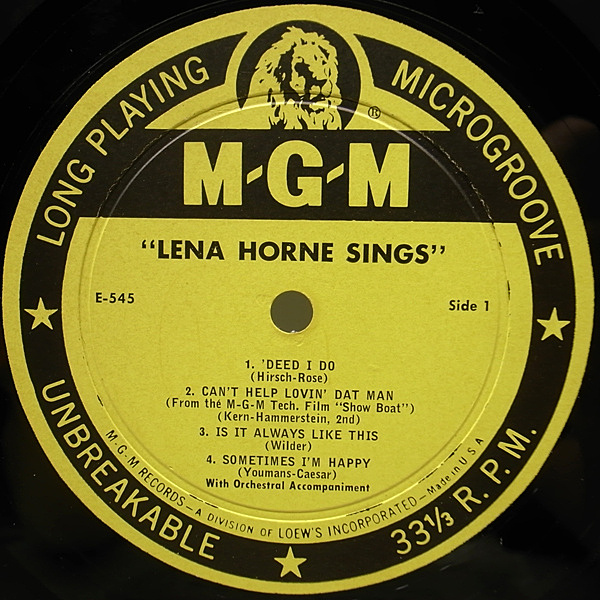 LONG PLAYING
MICROGROOVE
®
M-G-M
"LENA HORNE SINGS"
E-545
Side 1
1. 'DEED I DO
(Hirsch-Rose)
2. CAN'T HELP LOVIN' DAT MAN
(From the M-G-M Tech. Film "Show Boat")
(Kern-Hammerstein, 2nd)
3. IS IT ALWAYS LIKE THIS
(Wilder)
4. SOMETIMES I'M HAPPY
(Youmans-Caesar)
With Orchestral Accompaniment
M-G-M RECORDS—A DIVISION OF LOEW'S INCORPORATED—Made in U S A
UNBREAKABLE
33⅓ R. P. M.